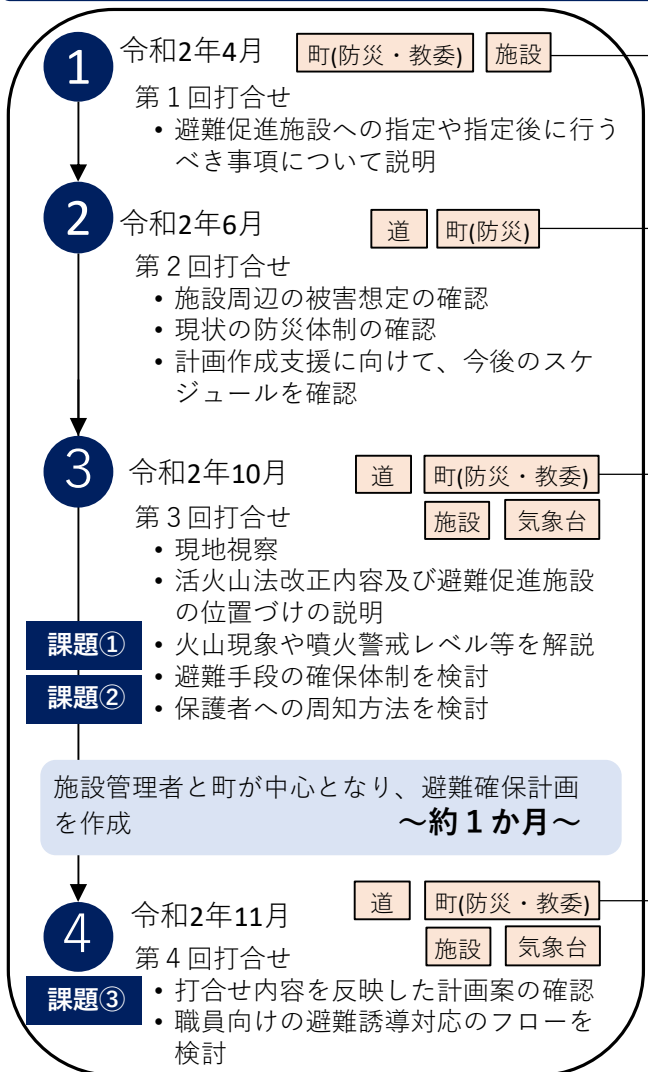 1
令和2年4月 町(防災・教委) 施設
第１回打合せ
• 避難促進施設への指定や指定後に行う
べき事項について説明
2
令和2年6月 道 町(防災)
第２回打合せ
• 施設周辺の被害想定の確認
• 現状の防災体制の確認
• 計画作成支援に向けて、今後のスケ
ジュールを確認
3
令和2年10月 道 町(防災・教委)
施設 気象台
第３回打合せ
• 現地視察
• 活火山法改正内容及び避難促進施設
の位置づけの説明
課題① • 火山現象や噴火警戒レベル等を解説
• 避難手段の確保体制を検討
課題② • 保護者への周知方法を検討
施設管理者と町が中心となり、避難確保計画
を作成 ～約１か月～
4
令和2年11月 道 町(防災・教委)
施設 気象台
第４回打合せ
課題③ • 打合せ内容を反映した計画案の確認
• 職員向けの避難誘導対応のフローを
検討